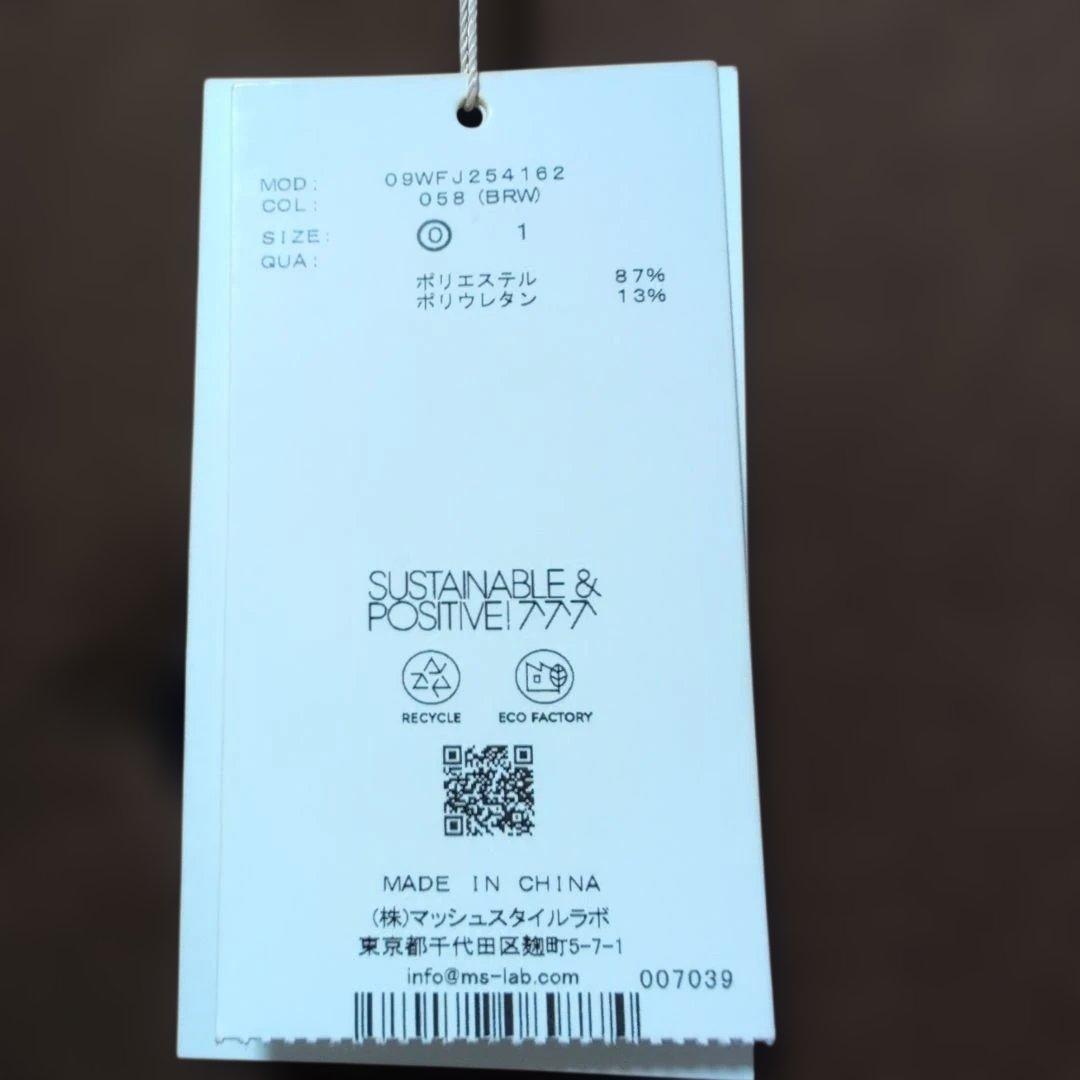 MOD: 09WFJ254162
COL: 058 (BRW)
SIZE: 0 1
QUA:
ポリエステル 87%
ポリウレタン 13%
SUSTAINABLE &
POSITIVE!
RECYCLE ECO FACTORY
MADE IN CHINA
(株)マッシュスタイルラボ
東京都千代田区麹町5-7-1
info@ms-lab.com 007039